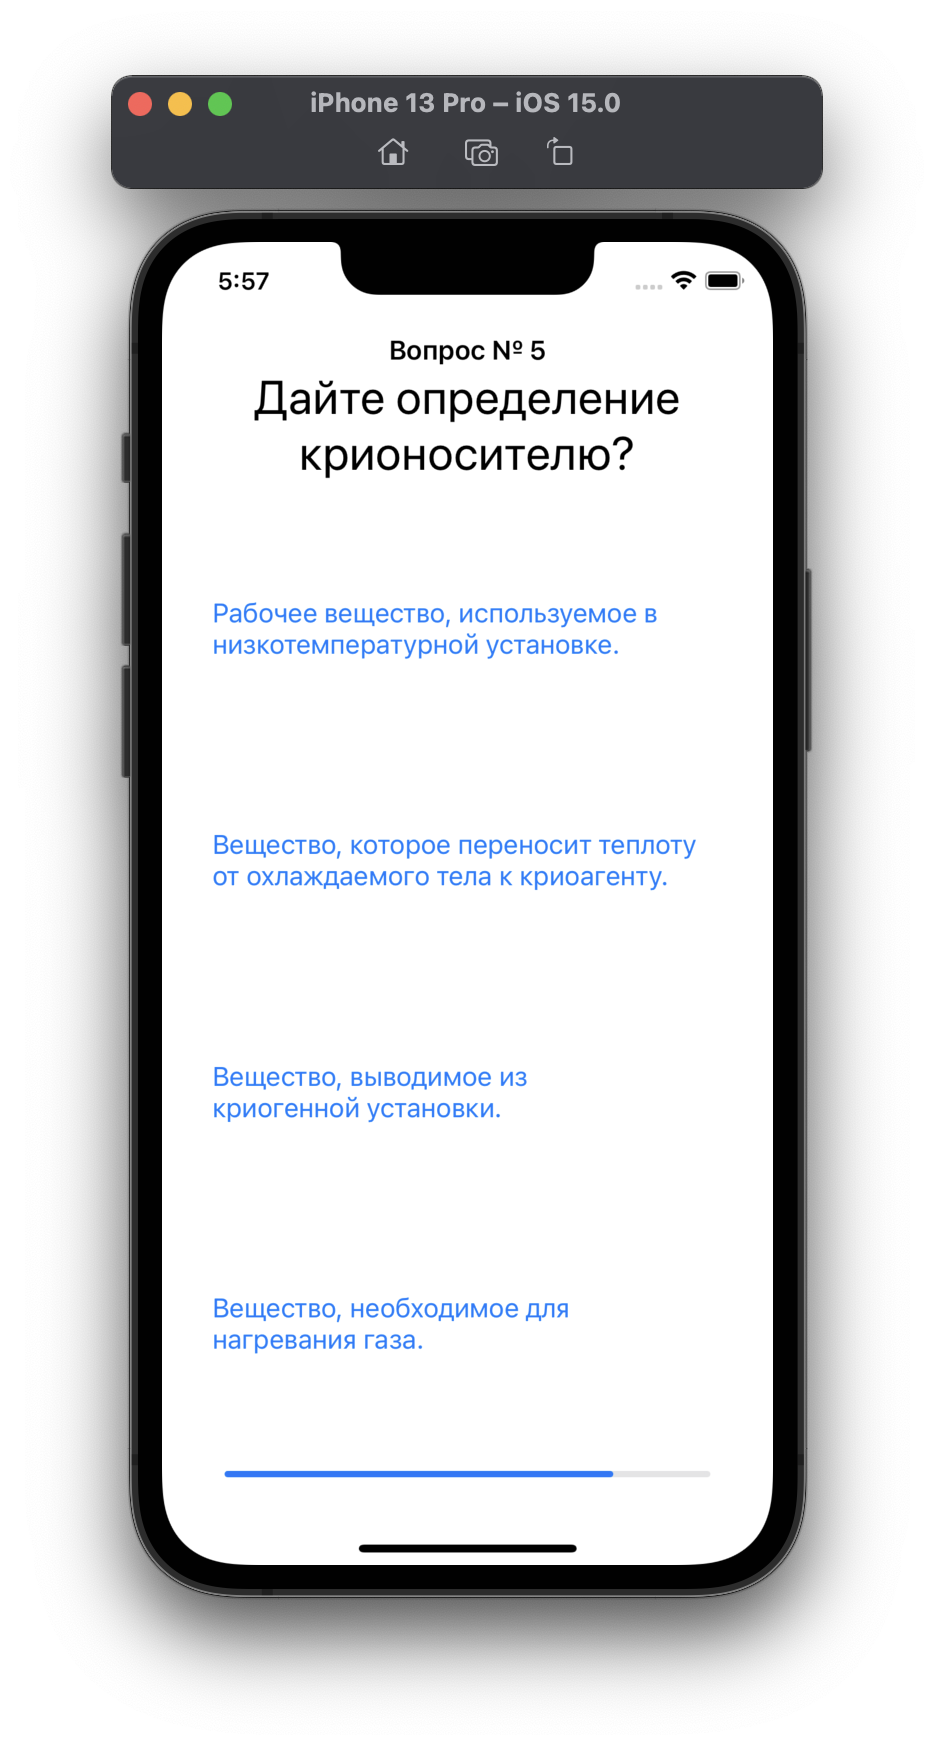 iPhone 13 Pro – iOS 15.0
5:57
Вопрос № 5
Дайте определение
крионосителю?
Рабочее вещество, используемое в
низкотемпературной установке.
Вещество, которое переносит теплоту
от охлаждаемого тела к криоагенту.
Вещество, выводимое из
криогенной установки.
Вещество, необходимое для
нагревания газа.